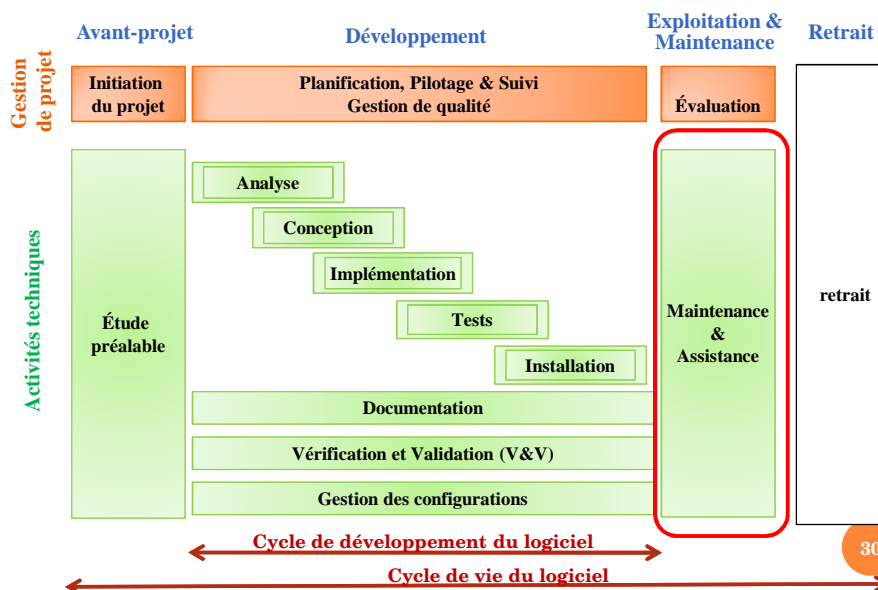 Avant-projet
Développement
Exploitation &
Maintenance
Retrait
Gestion
de projet
Initiation
du projet
Planification, Pilotage & Suivi
Gestion de qualité
Évaluation
Activités techniques
Étude
préalable
Analyse
Conception
Implémentation
Tests
Installation
Documentation
Vérification et Validation (V&V)
Gestion des configurations
Maintenance
&
Assistance
retrait
Cycle de développement du logiciel
Cycle de vie du logiciel
30